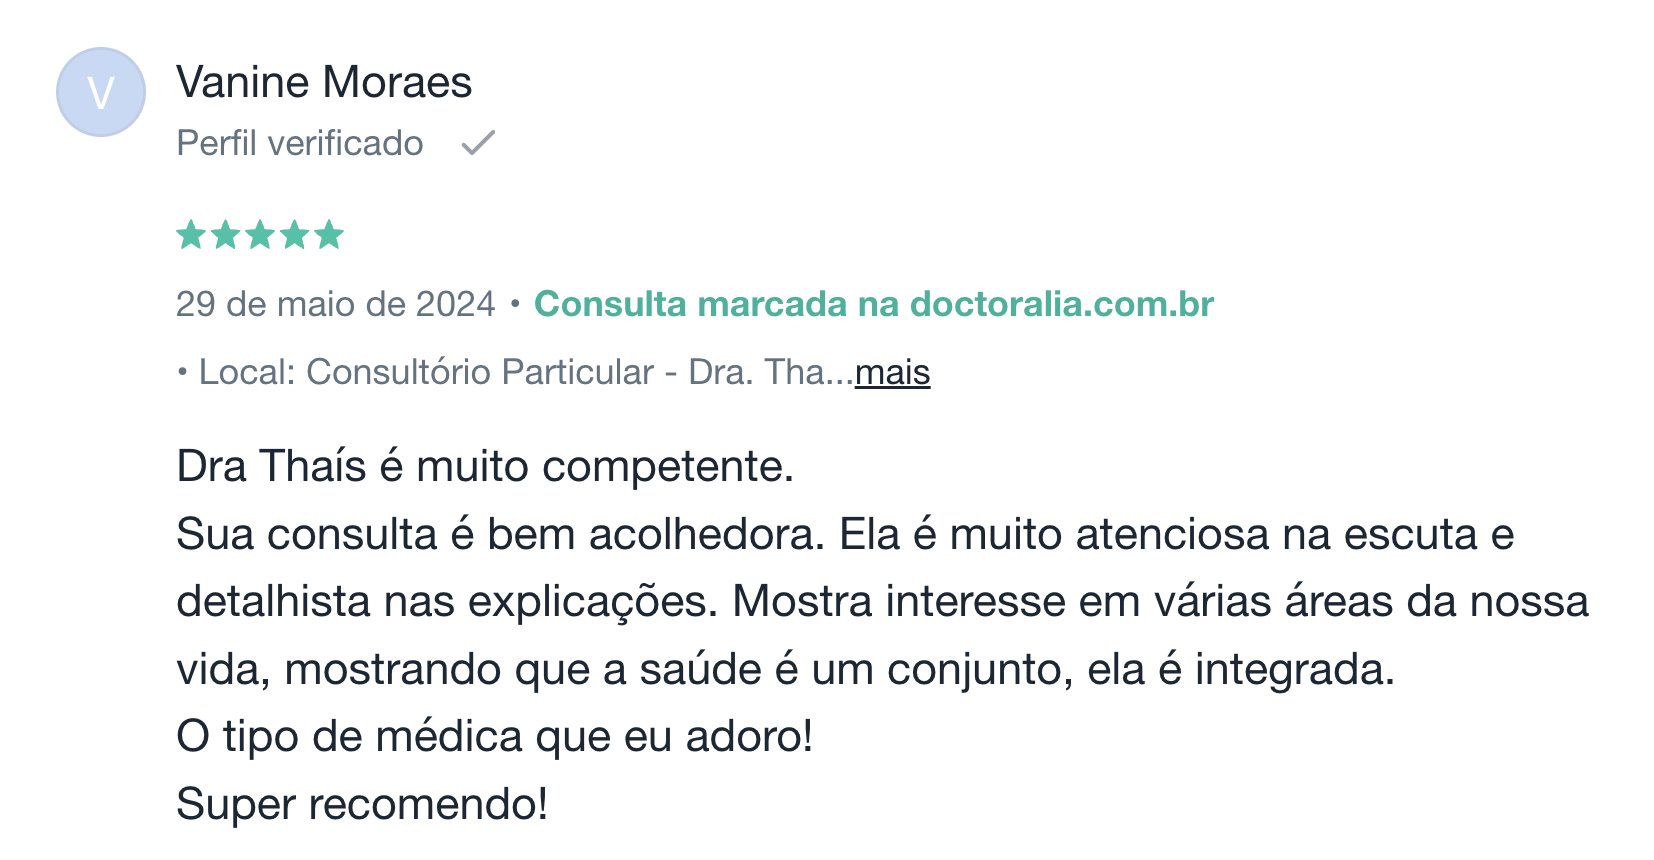 V
Vanine Moraes
Perfil verificado
29 de maio de 2024 • Consulta marcada na doctoralia.com.br
• Local: Consultório Particular - Dra. Tha...mais
Dra Thaís é muito competente.
Sua consulta é bem acolhedora. Ela é muito atenciosa na escuta e
detalhista nas explicações. Mostra interesse em várias áreas da nossa
vida, mostrando que a saúde é um conjunto, ela é integrada.
O tipo de médica que eu adoro!
Super recomendo!